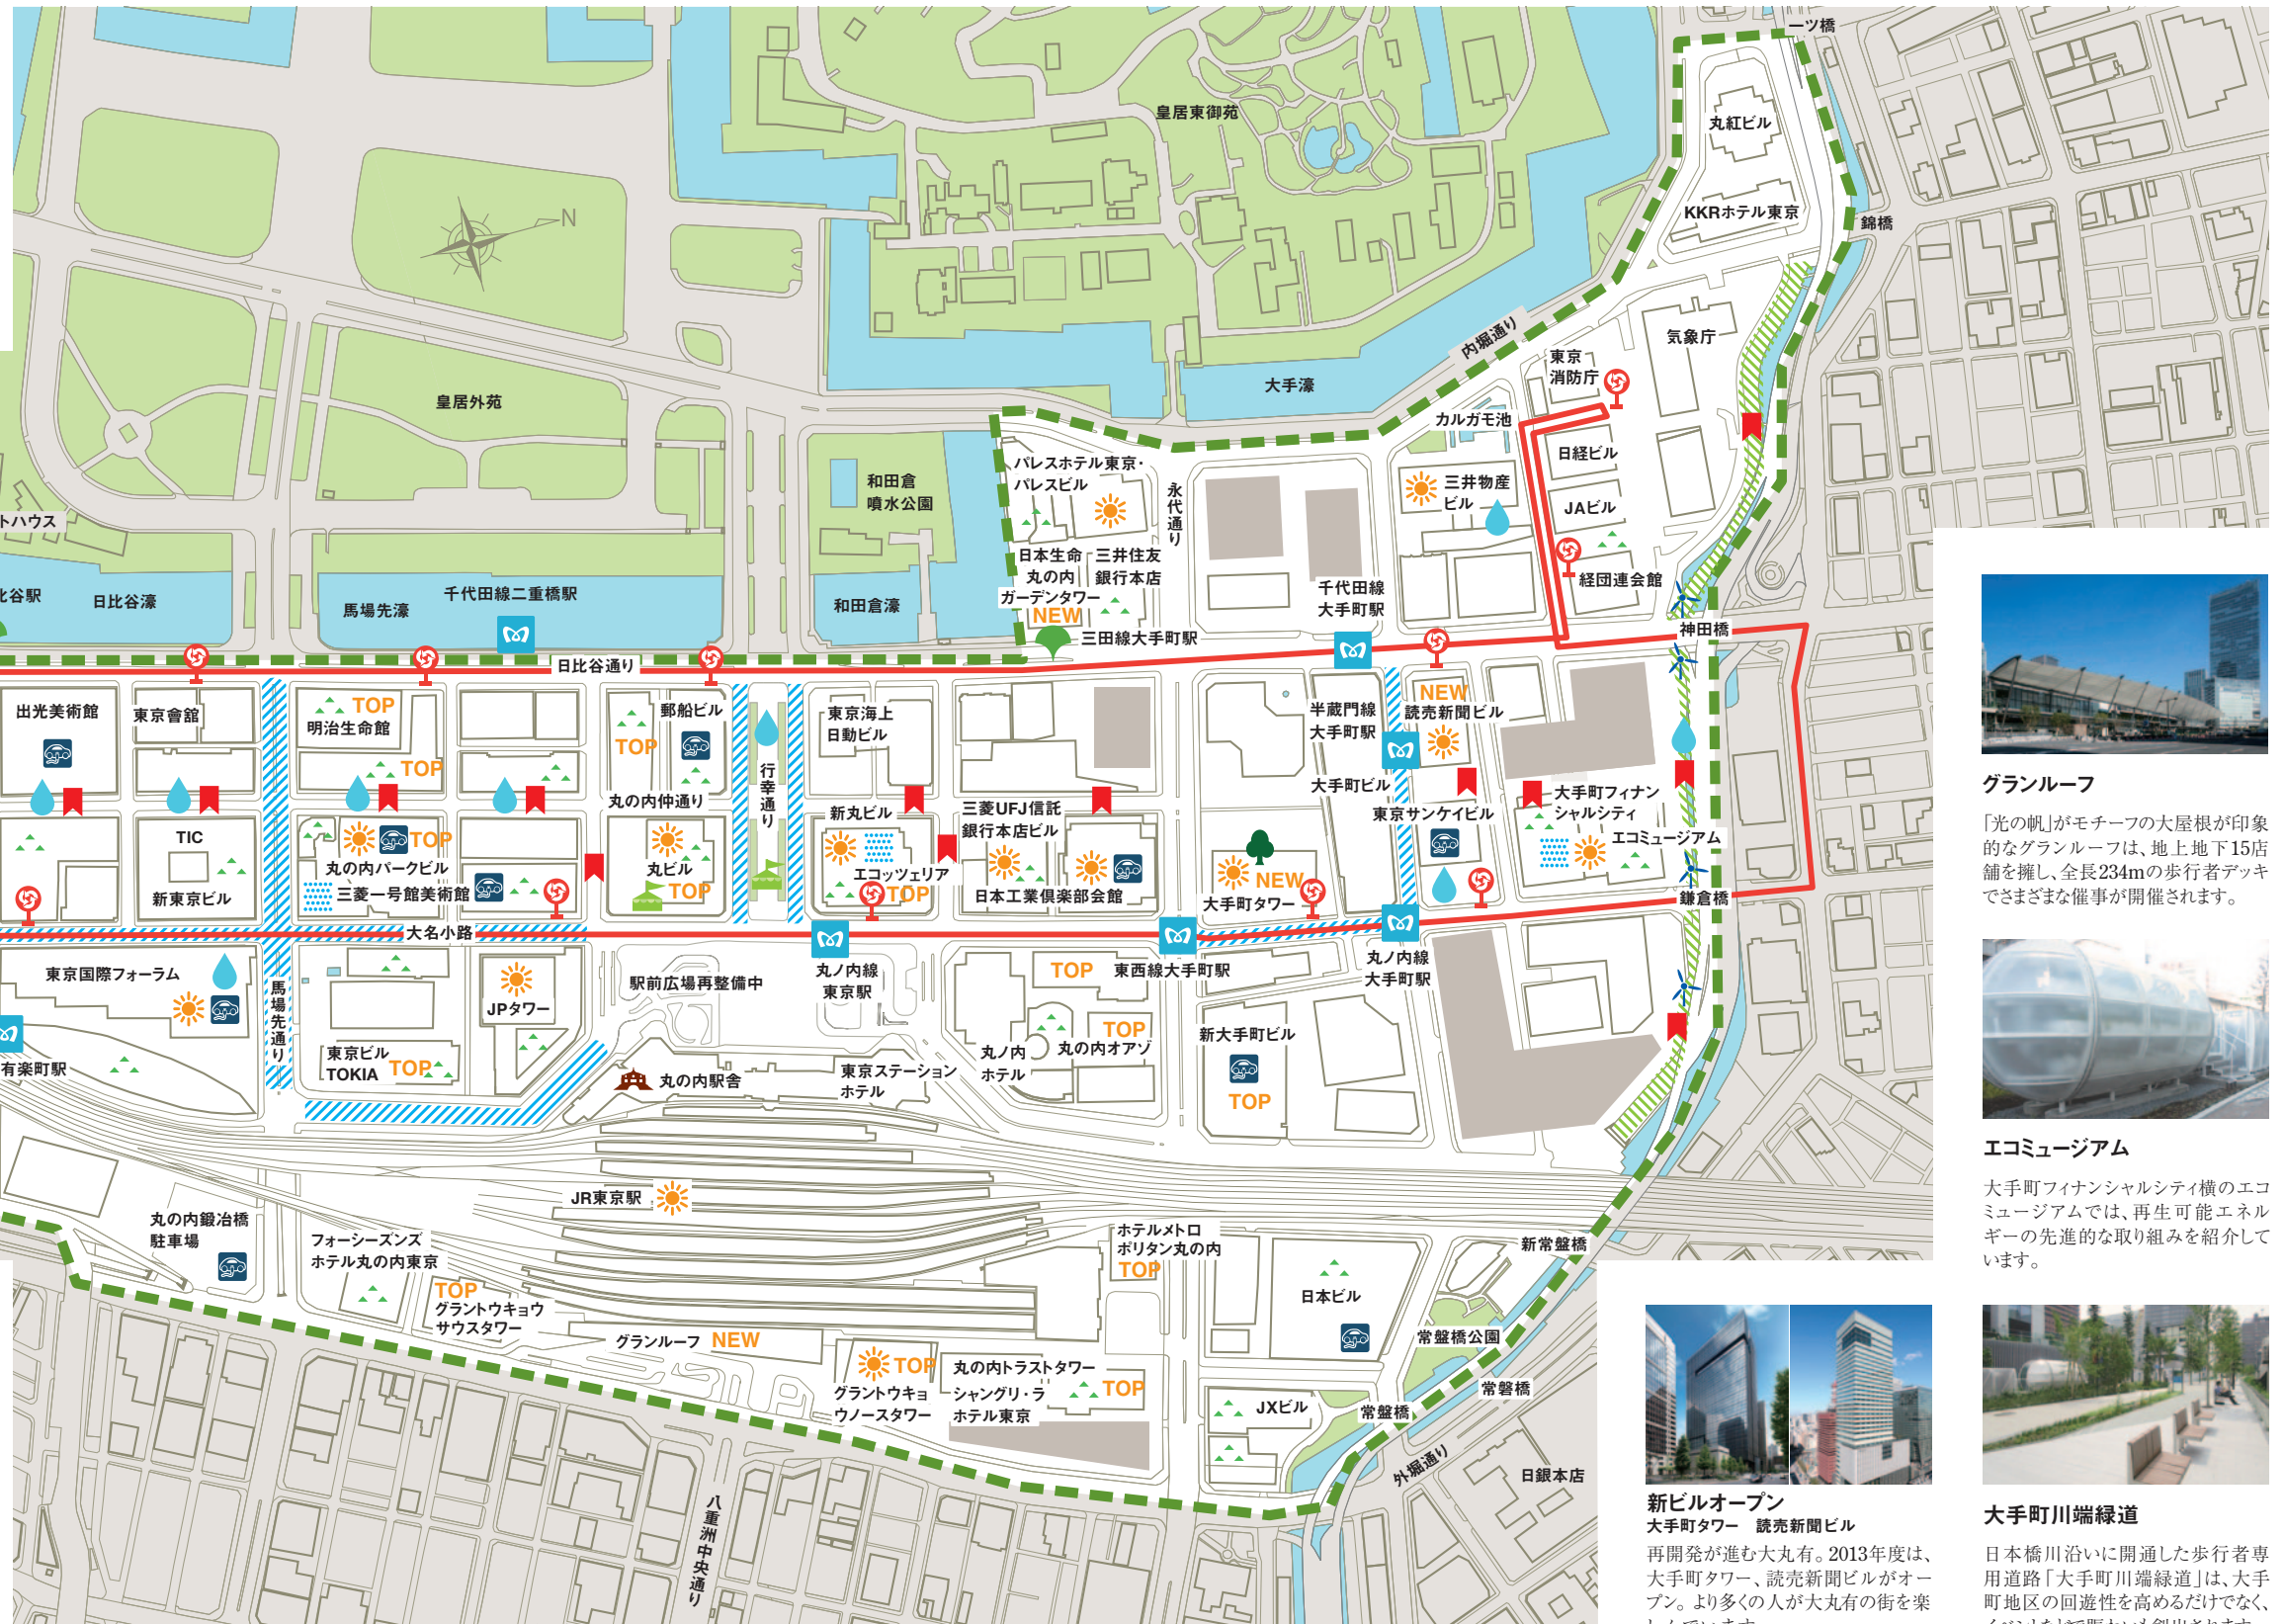 一ツ橋
皇居東御苑
丸紅ビル
KKRホテル東京
錦橋
N
気象庁
内堀通り
東京
消防庁
大手濠
皇居外苑
カルガモ池
日経ビル
パレスホテル東京・
パレスビル
和田倉
噴水公園
永代通り
三井物産
ビル
JAビル
トハウス
日本生命
丸の内
ガーデンタワー
NEW
三井住友
銀行本店
経団連会館
千代田線
大手町駅
比谷駅
日比谷濠
馬場先濠
千代田線二重橋駅
和田倉濠
三田線大手町駅
神田橋
日比谷通り
出光美術館
東京會舘
TOP
明治生命館
TOP
郵船ビル
TOP
東京海上
日動ビル
半蔵門線
大手町駅
NEW
読売新聞ビル
行幸通り
丸の内仲通り
大手町ビル
新丸ビル
三菱UFJ信託
銀行本店ビル
東京サンケイビル
大手町フィナン
シャルシティ
エコミュージアム
TIC
新東京ビル
TOP
丸の内パークビル
三菱一号館美術館
丸ビル
TOP
エコッツェリア
TOP
日本工業倶楽部会館
NEW
大手町タワー
鎌倉橋
大名小路
東京国際フォーラム
馬場先通り
JPタワー
駅前広場再整備中
丸ノ内線
東京駅
TOP
東西線大手町駅
丸ノ内線
大手町駅
有楽町駅
東京ビル
TOKIA
TOP
丸の内駅舎
東京ステーション
ホテル
丸ノ内
ホテル
TOP
丸の内オアゾ
新大手町ビル
TOP
JR東京駅
丸の内鍛冶橋
駐車場
フォーシーズンズ
ホテル丸の内東京
TOP
グラントウキョウ
サウスタワー
グランルーフ NEW
ホテルメトロ
ポリタン丸の内
TOP
新常盤橋
日本ビル
常盤橋公園
TOP
グラントウキョ
ウノースタワー
丸の内トラストタワー
シャングリ・ラ
ホテル東京
TOP
JXビル
常盤橋
常磐橋
外堀通り
日銀本店
八重洲中央通り
グランルーフ
「光の帆」がモチーフの大屋根が印象
的なグランルーフは、地上地下15店
舗を擁し、全長234mの歩行者デッキ
でさまざまな催事が開催されます。
エコミュージアム
大手町フィナンシャルシティ横のエコ
ミュージアムでは、再生可能エネル
ギーの先進的な取り組みを紹介して
います。
新ビルオープン
大手町タワー　読売新聞ビル
再開発が進む大丸有。2013年度は、
大手町タワー、読売新聞ビルがオー
プン。より多くの人が大丸有の街を楽
大手町川端緑道
日本橋川沿いに開通した歩行者専
用道路「大手町川端緑道」は、大手
町地区の回遊性を高めるだけでなく、